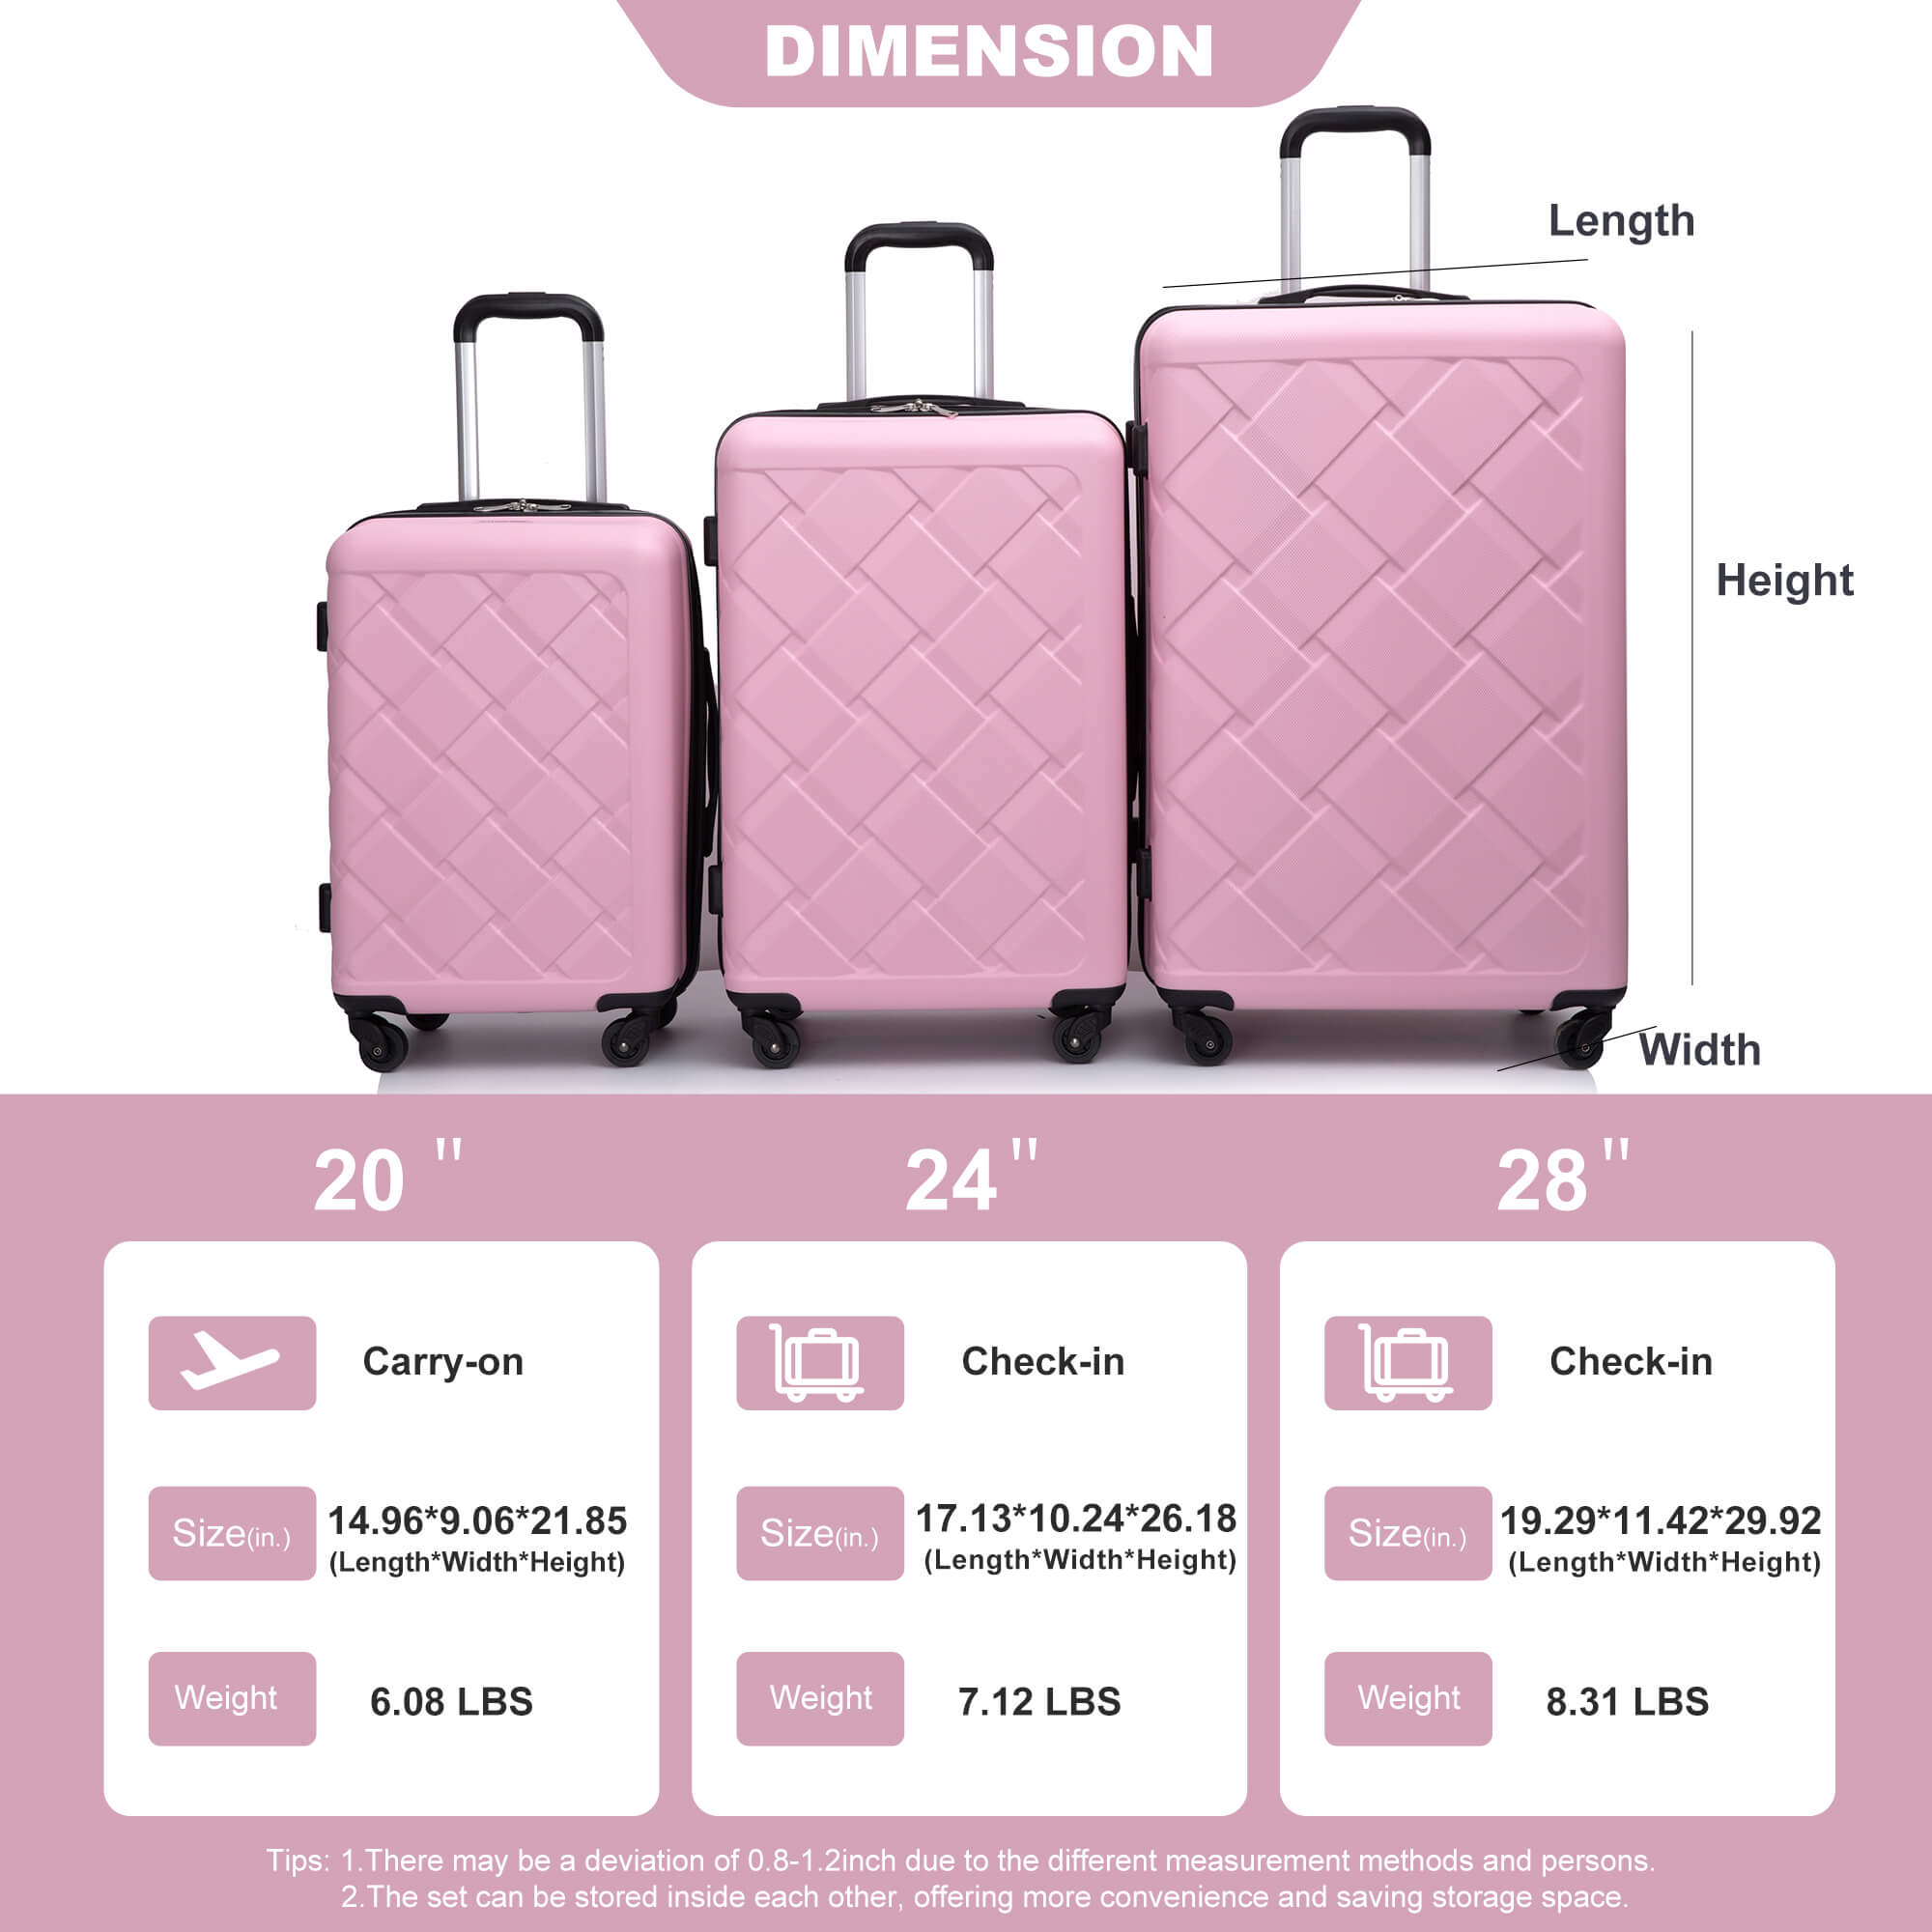 DIMENSION
Length
Height
Width
20"
24"
28"
Carry-on
Size(in.) 14.96*9.06*21.85
(Length*Width*Height)
Weight 6.08 LBS
Check-in
Size(in.) 17.13*10.24*26.18
(Length*Width*Height)
Weight 7.12 LBS
Check-in
Size(in.) 19.29*11.42*29.92
(Length*Width*Height)
Weight 8.31 LBS
Tips: 1.There may be a deviation of 0.8-1.2inch due to the different measurement methods and persons.
2.The set can be stored inside each other, offering more convenience and saving storage space.